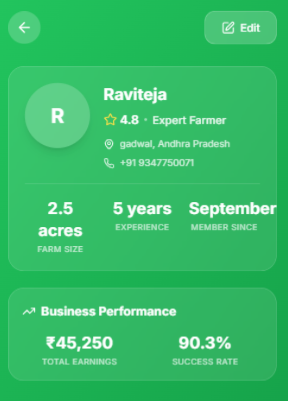 Edit
R
Raviteja
4.8 · Expert Farmer
gadwal, Andhra Pradesh
+91 9347750071
2.5 acres
FARM SIZE
5 years
EXPERIENCE
September
MEMBER SINCE
Business Performance
₹45,250
TOTAL EARNINGS
90.3%
SUCCESS RATE